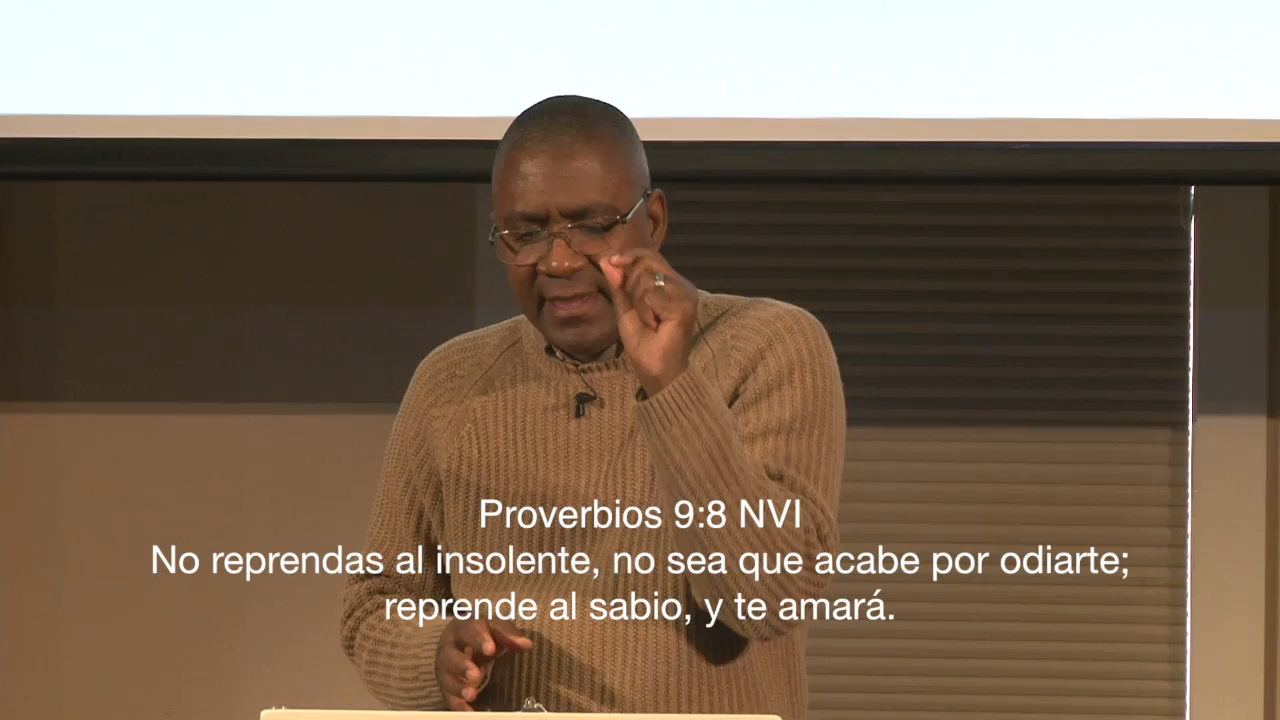 Proverbios 9:8 NVI
No reprendas al insolente, no sea que acabe por odiarte;
reprende al sabio, y te amará.